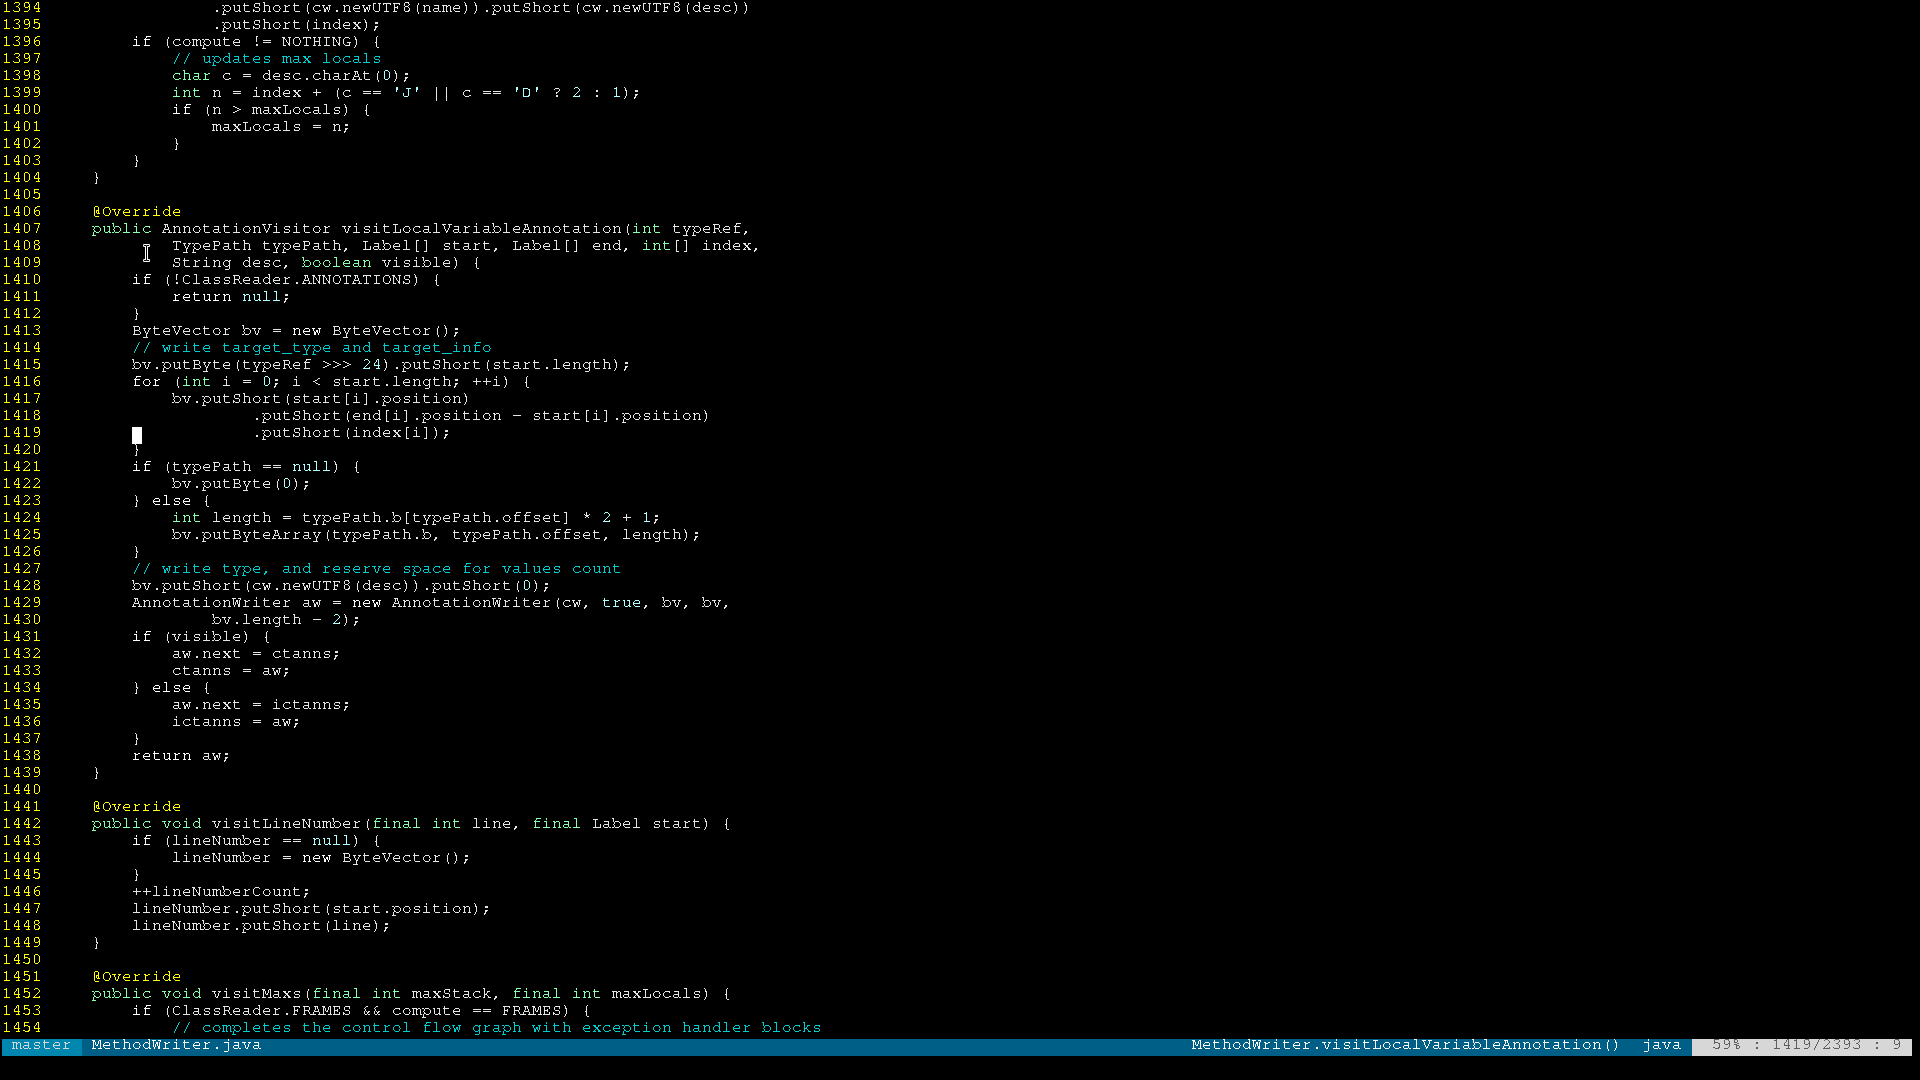 1394                 .putShort(cw.newUTF8(name)).putShort(cw.newUTF8(desc))
1395                 .putShort(index);
1396         if (compute != NOTHING) {
1397             // updates max locals
1398             char c = desc.charAt(0);
1399             int n = index + (c == 'J' || c == 'D' ? 2 : 1);
1400             if (n > maxLocals) {
1401                 maxLocals = n;
1402             }
1403         }
1404     }
1405
1406     @Override
1407     public AnnotationVisitor visitLocalVariableAnnotation(int typeRef,
1408             TypePath typePath, Label[] start, Label[] end, int[] index,
1409             String desc, boolean visible) {
1410         if (!ClassReader.ANNOTATIONS) {
1411             return null;
1412         }
1413         ByteVector bv = new ByteVector();
1414         // write target_type and target_info
1415         bv.putByte(typeRef >>> 24).putShort(start.length);
1416         for (int i = 0; i < start.length; ++i) {
1417             bv.putShort(start[i].position)
1418                     .putShort(end[i].position - start[i].position)
1419                     .putShort(index[i]);
1420         }
1421         if (typePath == null) {
1422             bv.putByte(0);
1423         } else {
1424             int length = typePath.b[typePath.offset] * 2 + 1;
1425             bv.putByteArray(typePath.b, typePath.offset, length);
1426         }
1427         // write type, and reserve space for values count
1428         bv.putShort(cw.newUTF8(desc)).putShort(0);
1429         AnnotationWriter aw = new AnnotationWriter(cw, true, bv, bv,
1430                 bv.length - 2);
1431         if (visible) {
1432             aw.next = ctanns;
1433             ctanns = aw;
1434         } else {
1435             aw.next = ictanns;
1436             ictanns = aw;
1437         }
1438         return aw;
1439     }
1440
1441     @Override
1442     public void visitLineNumber(final int line, final Label start) {
1443         if (lineNumber == null) {
1444             lineNumber = new ByteVector();
1445         }
1446         ++lineNumberCount;
1447         lineNumber.putShort(start.position);
1448         lineNumber.putShort(line);
1449     }
1450
1451     @Override
1452     public void visitMaxs(final int maxStack, final int maxLocals) {
1453         if (ClassReader.FRAMES && compute == FRAMES) {
1454             // completes the control flow graph with exception handler blocks
master  MethodWriter.java  MethodWriter.visitLocalVariableAnnotation()  java  59% : 1419/2393 : 9